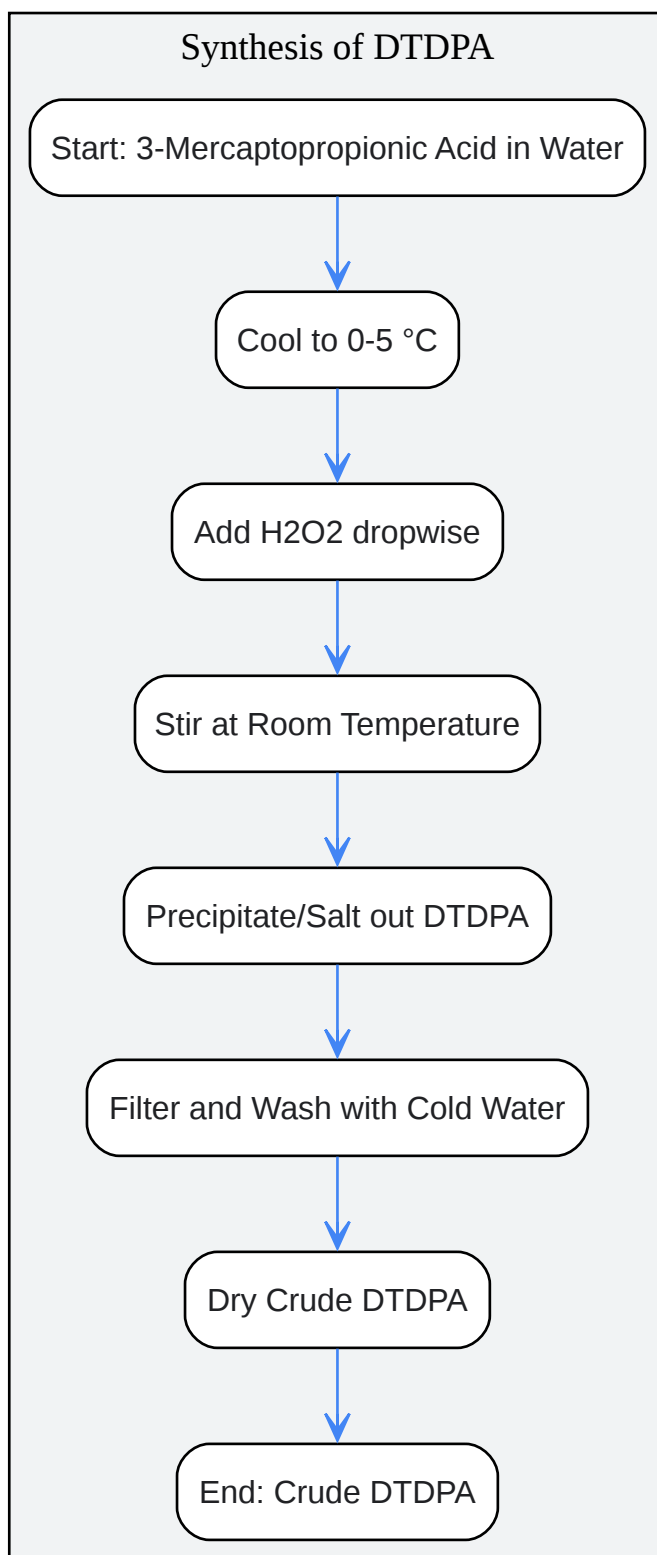 Synthesis of DTDPA
Start: 3-Mercaptopropionic Acid in Water
Cool to 0-5 °C
Add H2O2 dropwise
Stir at Room Temperature
Precipitate/Salt out DTDPA
Filter and Wash with Cold Water
Dry Crude DTDPA
End: Crude DTDPA